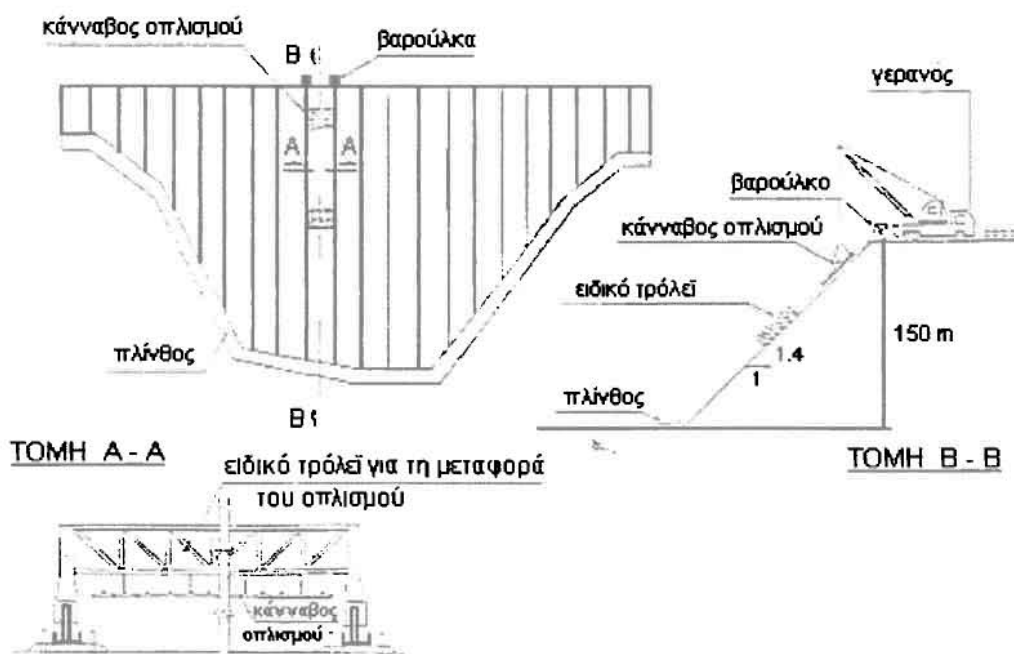 κάνναβος οπλισμού
Β
βαρούλκα
γερανός
Α Α
βαρούλκο
κάνναβος οπλισμού
ειδικό τρόλεϊ
150 m
1.4
1
πλίνθος
πλίνθος
Β
ΤΟΜΗ Α - Α
ΤΟΜΗ Β - Β
ειδικό τρόλεϊ για τη μεταφορά
του οπλισμού
κάνναβος
οπλισμού